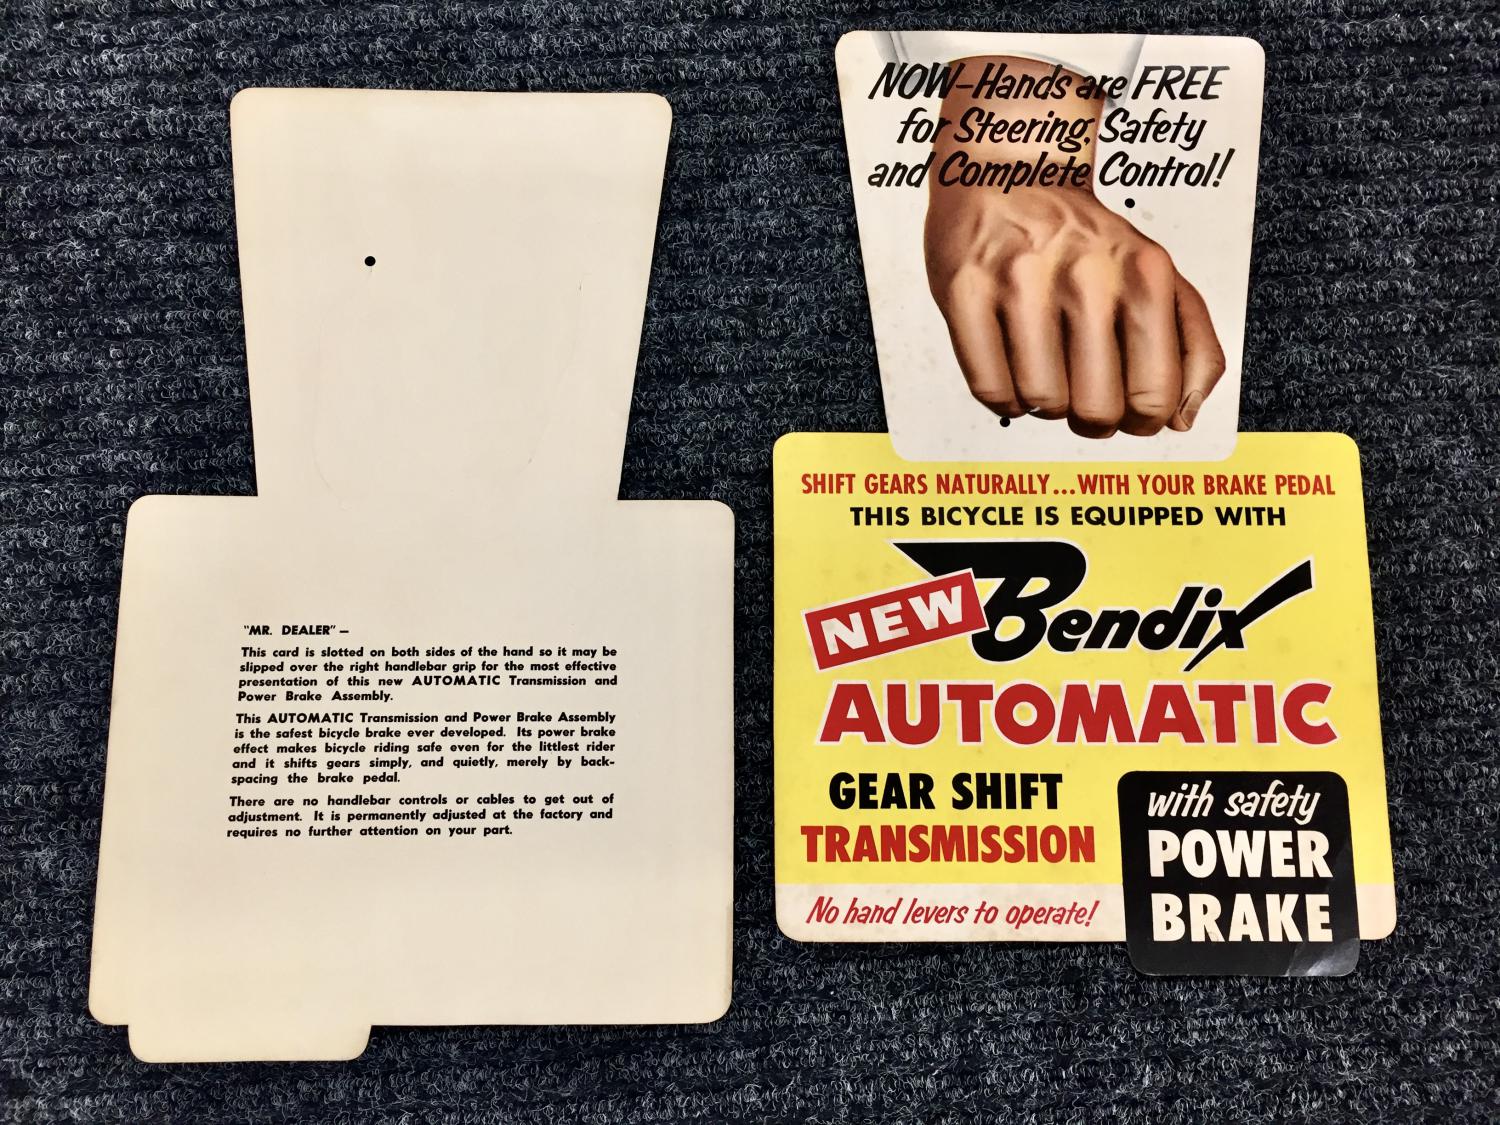 "MR. DEALER" —
This card is slotted on both sides of the hand so it may be
slipped over the right handlebar grip for the most effective
presentation of this new AUTOMATIC Transmission and
Power Brake Assembly.
This AUTOMATIC Transmission and Power Brake Assembly
is the safest bicycle brake ever developed. Its power brake
effect makes bicycle riding safe even for the littlest rider
and it shifts gears simply, and quietly, merely by back-
spacing the brake pedal.
There are no handlebar controls or cables to get out of
adjustment. It is permanently adjusted at the factory and
requires no further attention on your part.
NOW—Hands are FREE
for Steering, Safety
and Complete Control!
SHIFT GEARS NATURALLY...WITH YOUR BRAKE PEDAL
THIS BICYCLE IS EQUIPPED WITH
NEW Bendix
AUTOMATIC
GEAR SHIFT
TRANSMISSION
No hand levers to operate!
with safety
POWER
BRAKE